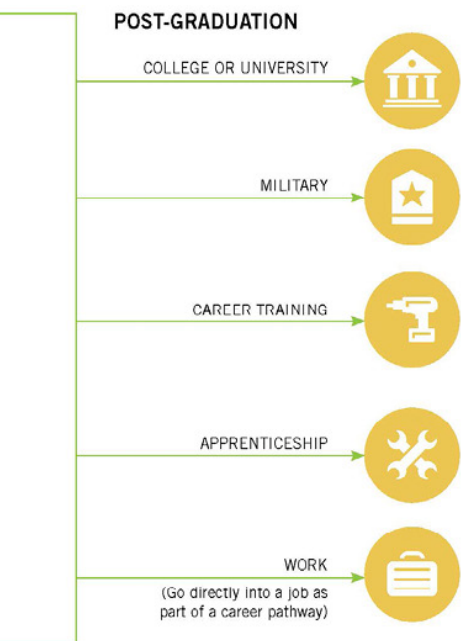 POST-GRADUATION
COLLEGE OR UNIVERSITY
MILITARY
CAREER TRAINING
APPRENTICESHIP
WORK
(Go directly into a job as
part of a career pathway)